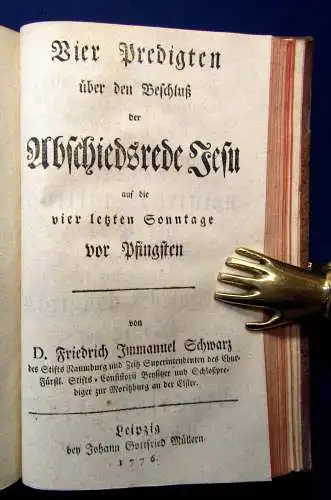 Vier Predigten
über den Beschluß
der
Abschiedsrede Jesu
auf die
vier letzten Sonntage
vor Pfingsten
von
D. Friedrich Immanuel Schwarz
des Stifts Naumburg und Zeitz Superintendenten des Chur-
Fürstl. Stifts-Consistorii Beysitzer und Schloßpre-
diger zur Moritzburg an der Elster.
Leipzig
bey Johann Gottfried Müllern
1776.